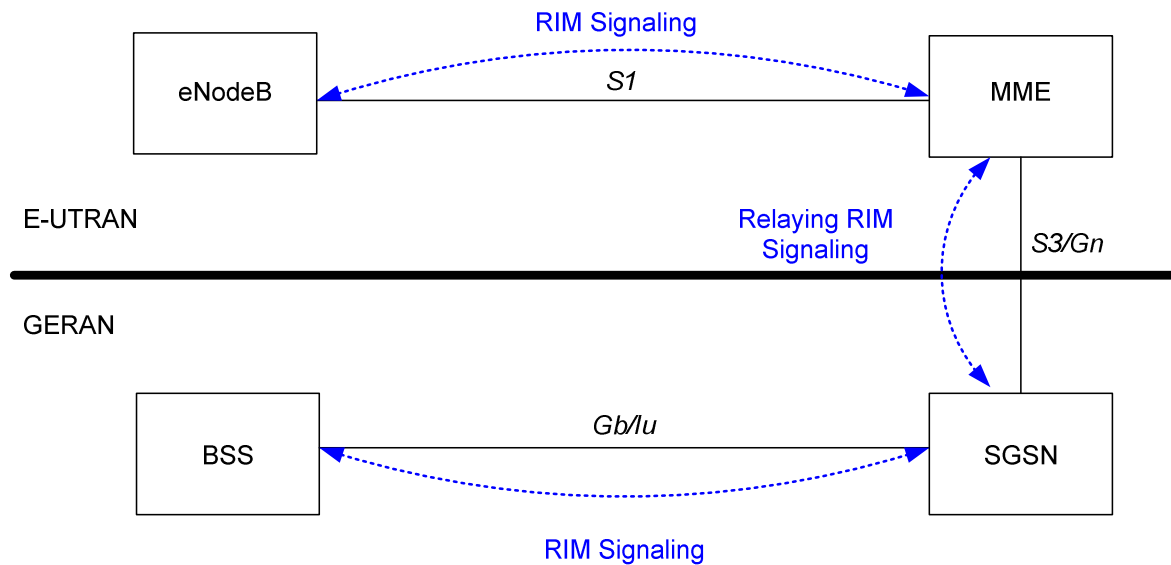 RIM Signaling
eNodeB
S1
MME
E-UTRAN
Relaying RIM
Signaling
S3/Gn
GERAN
BSS
Gb/Iu
SGSN
RIM Signaling